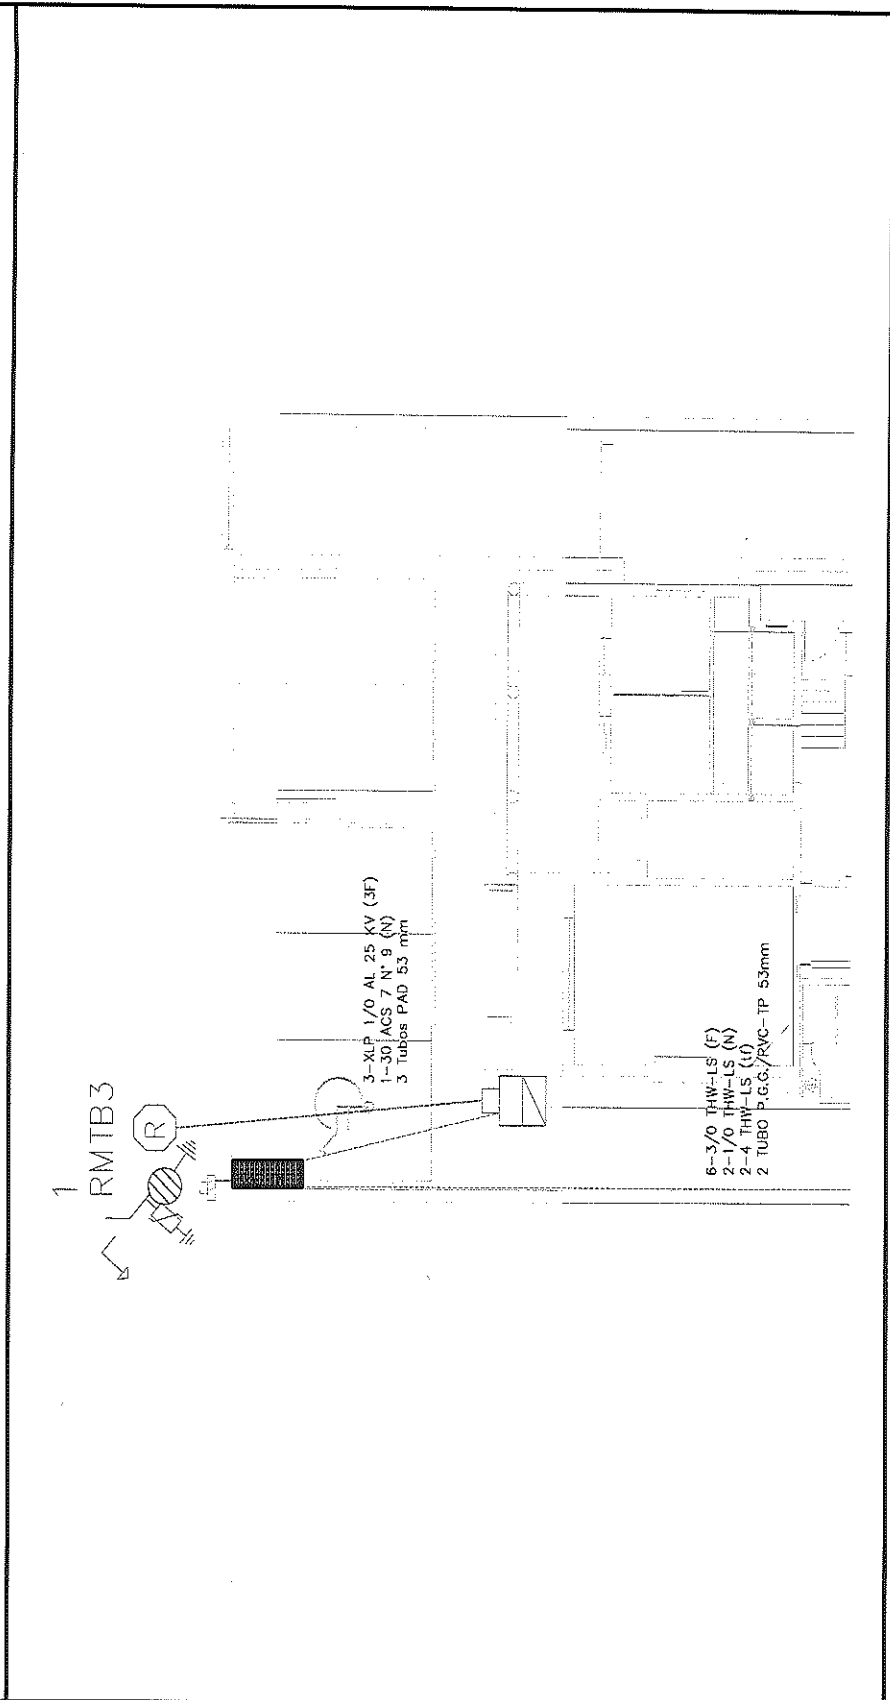 1
RMTB3
R
3-XLP 1/0 AL 25 KV (3F)
1-30 ACS 7 N° 9 (N)
3 Tubos PAD 53 mm
6-3/0 THW-LS (F)
2-1/0 THW-LS (N)
2-4 THW-LS (tf)
2 TUBO P.G.G./PVC-TP 53mm